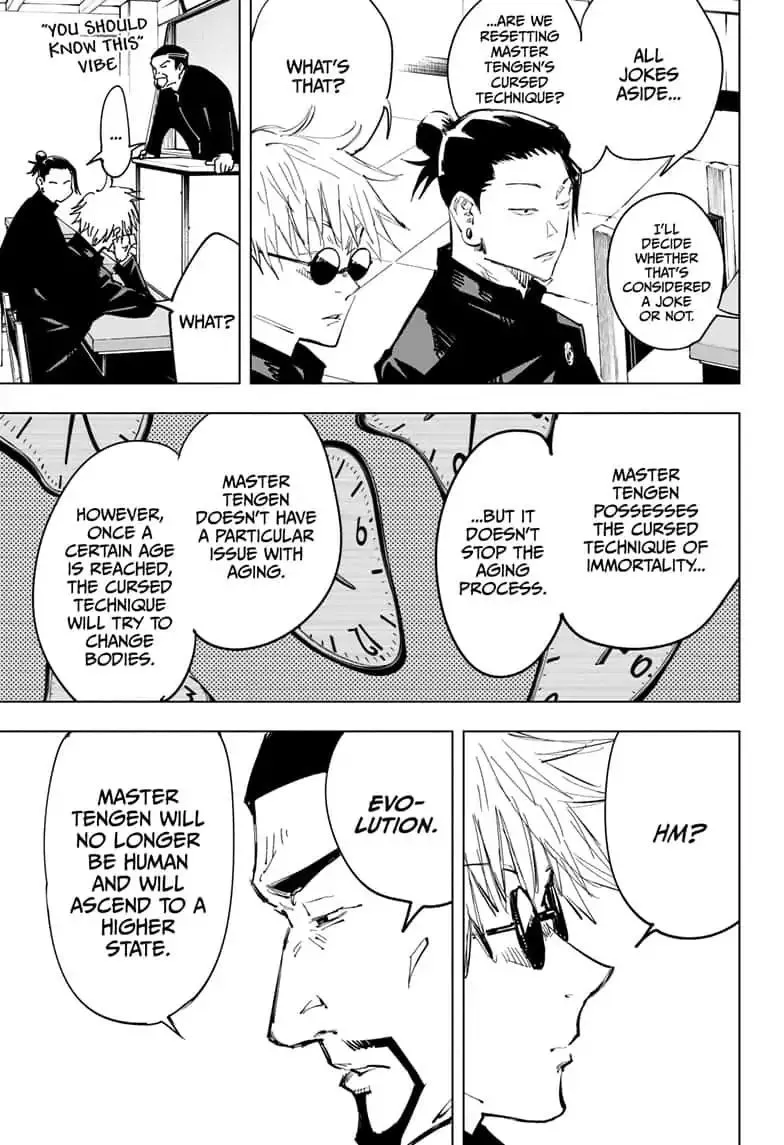 ALL
JOKES
ASIDE...
...ARE WE
RESETTING
MASTER
TENGEN'S
CURSED
TECHNIQUE?
I'LL
DECIDE
WHETHER
THAT'S
CONSIDERED
A JOKE
OR NOT.
WHAT'S
THAT?
"YOU SHOULD
KNOW THIS"
VIBE
...
WHAT?
MASTER
TENGEN
POSSESSES
THE CURSED
TECHNIQUE OF
IMMORTALITY...
...BUT IT
DOESN'T
STOP THE
AGING
PROCESS.
MASTER
TENGEN
DOESN'T HAVE
A PARTICULAR
ISSUE WITH
AGING.
HOWEVER,
ONCE A
CERTAIN AGE
IS REACHED,
THE CURSED
TECHNIQUE
WILL TRY TO
CHANGE
BODIES.
HM?
EVO-
LUTION.
MASTER
TENGEN WILL
NO LONGER
BE HUMAN
AND WILL
ASCEND TO A
HIGHER
STATE.